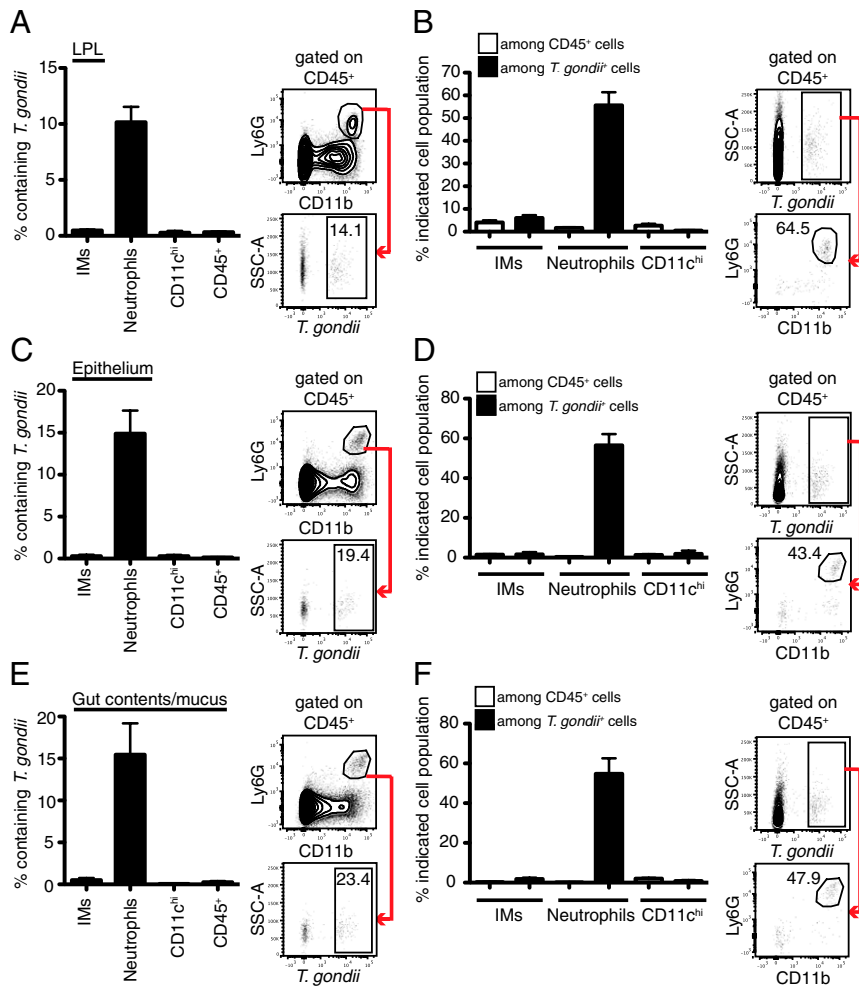 A
LPL
% containing T. gondii
15
10
5
0
IMs
Neutrophils
CD11chi
CD45+
gated on
CD45+
Ly6G
CD11b
SSC-A
14.1
T. gondii
B
among CD45+ cells
among T. gondii+ cells
% indicated cell population
70
60
50
40
30
20
10
0
IMs
Neutrophils
CD11chi
gated on
CD45+
SSC-A
T. gondii
64.5
Ly6G
CD11b
C
Epithelium
% containing T. gondii
20
15
10
5
0
IMs
Neutrophils
CD11chi
CD45+
gated on
CD45+
Ly6G
CD11b
19.4
SSC-A
T. gondii
D
among CD45+ cells
among T. gondii+ cells
% indicated cell population
80
60
40
20
0
IMs
Neutrophils
CD11chi
gated on
CD45+
SSC-A
T. gondii
43.4
Ly6G
CD11b
E
Gut contents/mucus
% containing T. gondii
20
15
10
5
0
IMs
Neutrophils
CD11chi
CD45+
gated on
CD45+
Ly6G
CD11b
23.4
SSC-A
T. gondii
F
among CD45+ cells
among T. gondii+ cells
% indicated cell population
80
60
40
20
0
IMs
Neutrophils
CD11chi
gated on
CD45+
SSC-A
T. gondii
47.9
Ly6G
CD11b